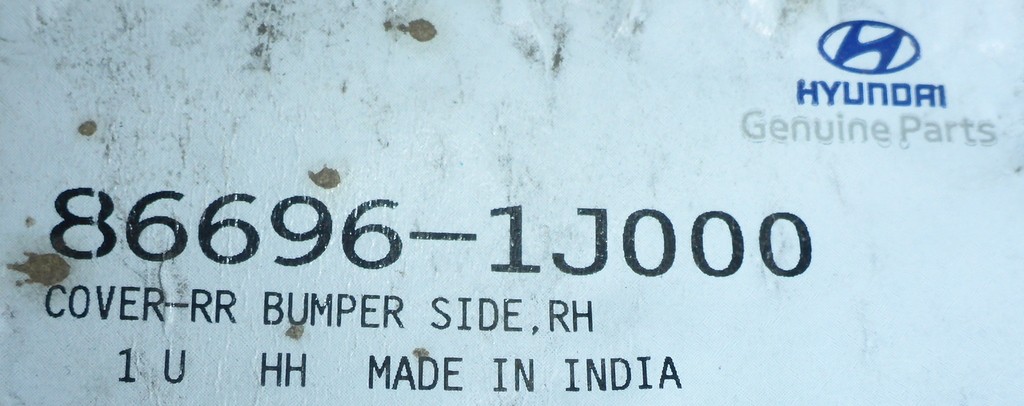 HYUNDAI
Genuine Parts
86696-1J000
COVER-RR BUMPER SIDE,RH
1 U HH MADE IN INDIA